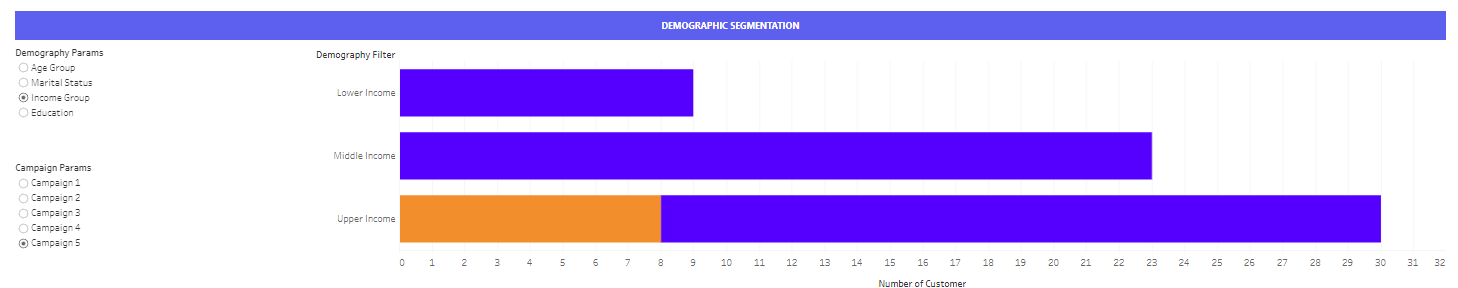 DEMOGRAPHIC SEGMENTATION
Demography Params
Age Group
Marital Status
Income Group
Education
Campaign Params
Campaign 1
Campaign 2
Campaign 3
Campaign 4
Campaign 5
Demography Filter
Lower Income
Middle Income
Upper Income
0 1 2 3 4 5 6 7 8 9 10 11 12 13 14 15 16 17 18 19 20 21 22 23 24 25 26 27 28 29 30 31 32
Number of Customer